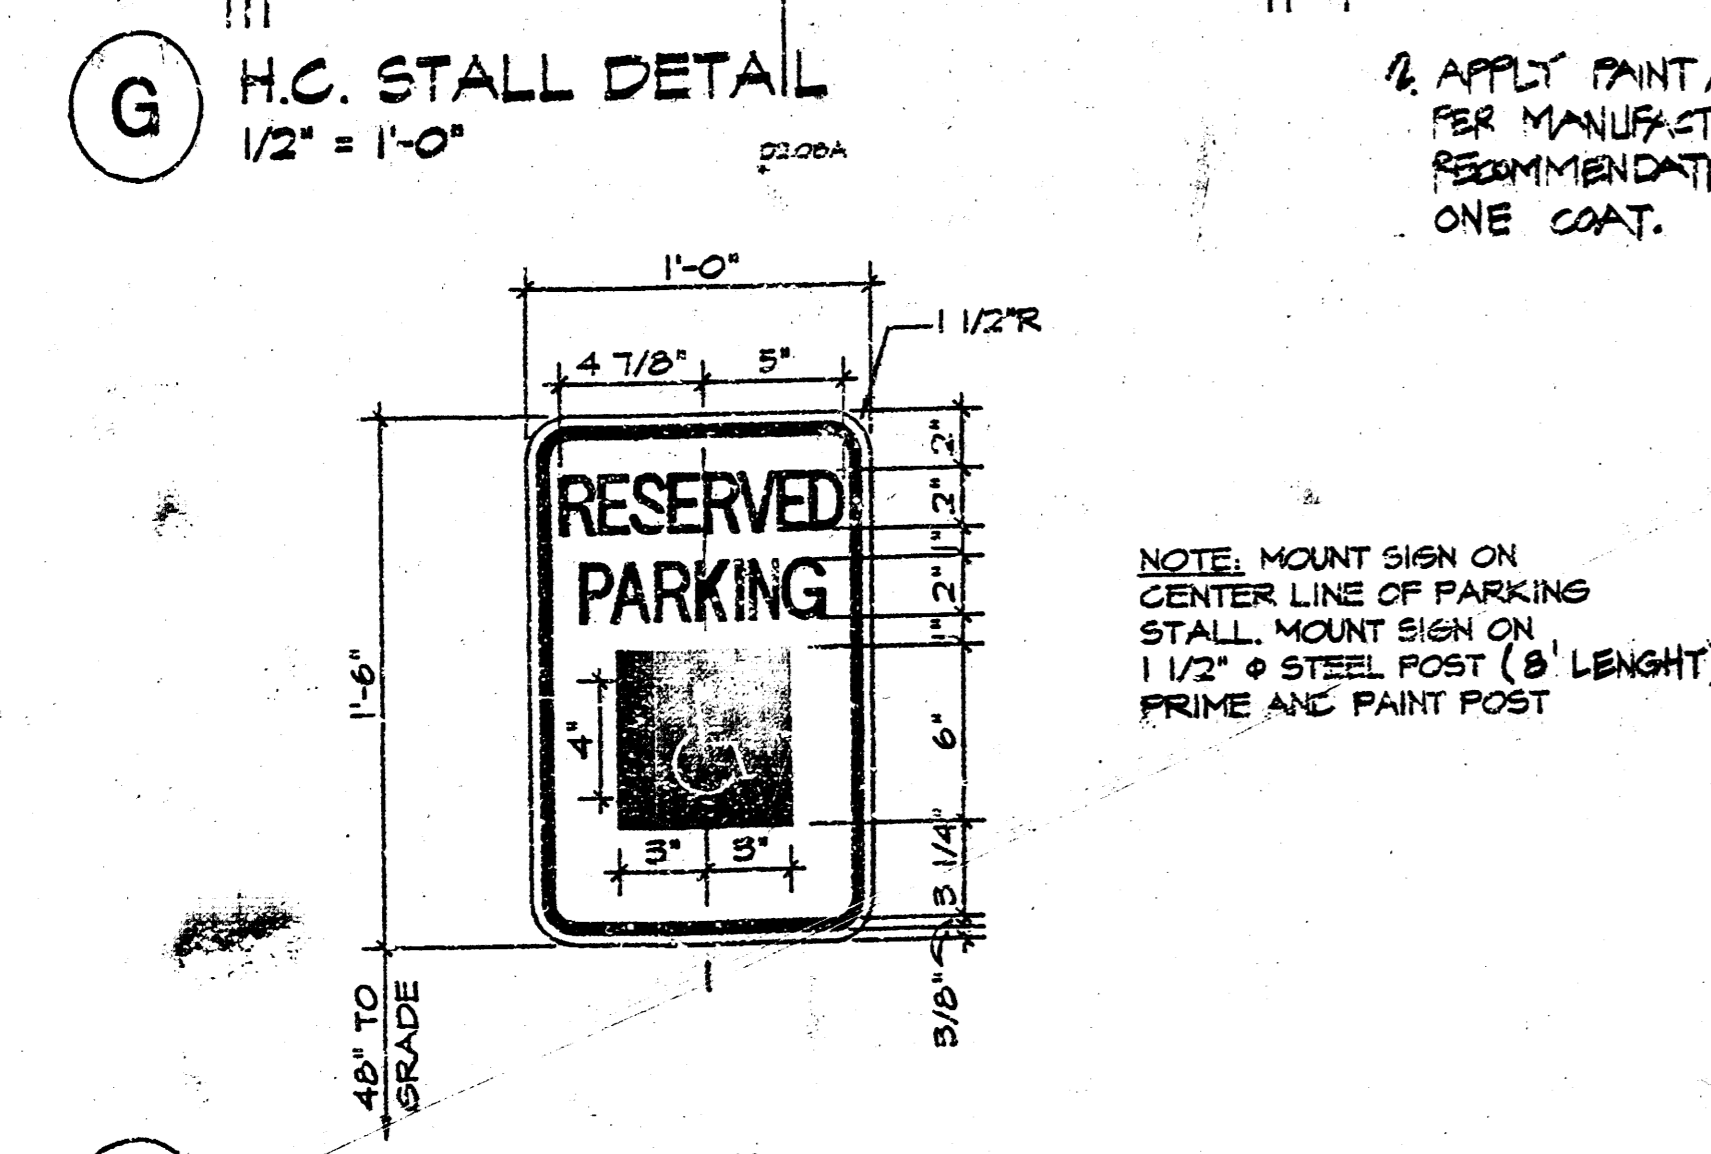 G
H.C. STALL DETAIL
1/2" = 1'-0"
02.08A
2. APPLY PAINT
PER MANUFACT
RECOMMENDAT
ONE COAT.
1'-0"
1 1/2"R
4 7/8" 5"
RESERVED
PARKING
2"
2"
1"
2"
1"
6"
3 1/4"
3/8"
1'-6"
4"
3" 3"
48" TO
GRADE
NOTE: MOUNT SIGN ON
CENTER LINE OF PARKING
STALL. MOUNT SIGN ON
1 1/2" Φ STEEL POST (8' LENGHT)
PRIME AND PAINT POST